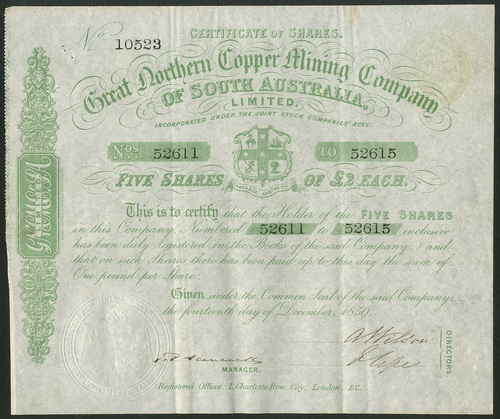 CERTIFICATE OF SHARES.
No. 10523
Great Northern Copper Mining Company
OF SOUTH AUSTRALIA,
LIMITED.
INCORPORATED UNDER THE JOINT STOCK COMPANIES' ACTS.
Nos. 52611 TO 52615
FIVE SHARES OF £2 EACH.
This is to certify that the Holder of the FIVE SHARES
in this Company, Numbered 52611 to 52615 inclusive
has been duly registered in the Books of the said Company, and
that on such Shares there has been paid up to this day the sum of
One pound per Share.
Given under the Common Seal of the said Company,
the fourteenth day of December, 1859.
A Wilson
MANAGER.
DIRECTORS.
Registered Offices, 1, Charlotte Row, City, London, E.C.